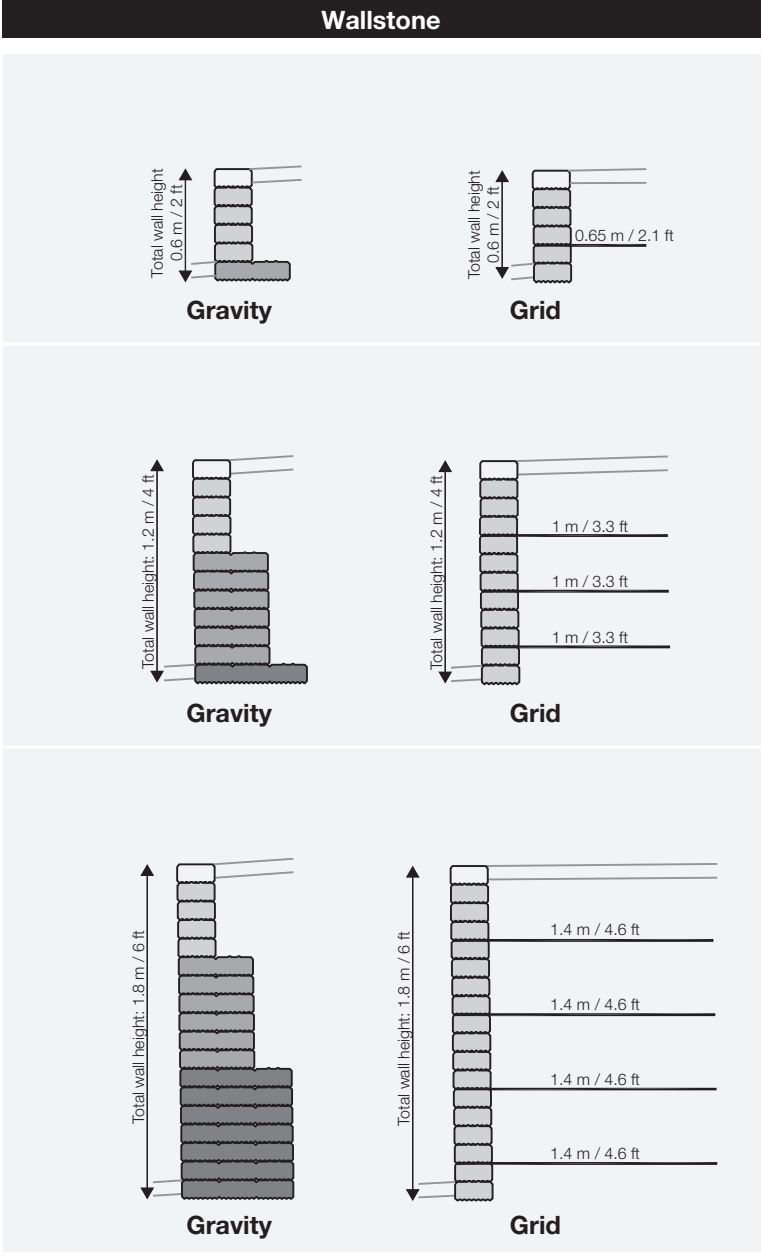 Wallstone
Total wall height
0.6 m / 2 ft
Gravity
Total wall height
0.6 m / 2 ft
0.65 m / 2.1 ft
Grid
Total wall height: 1.2 m / 4 ft
Gravity
Total wall height: 1.2 m / 4 ft
1 m / 3.3 ft
1 m / 3.3 ft
1 m / 3.3 ft
Grid
Total wall height: 1.8 m / 6 ft
Gravity
Total wall height: 1.8 m / 6 ft
1.4 m / 4.6 ft
1.4 m / 4.6 ft
1.4 m / 4.6 ft
1.4 m / 4.6 ft
Grid